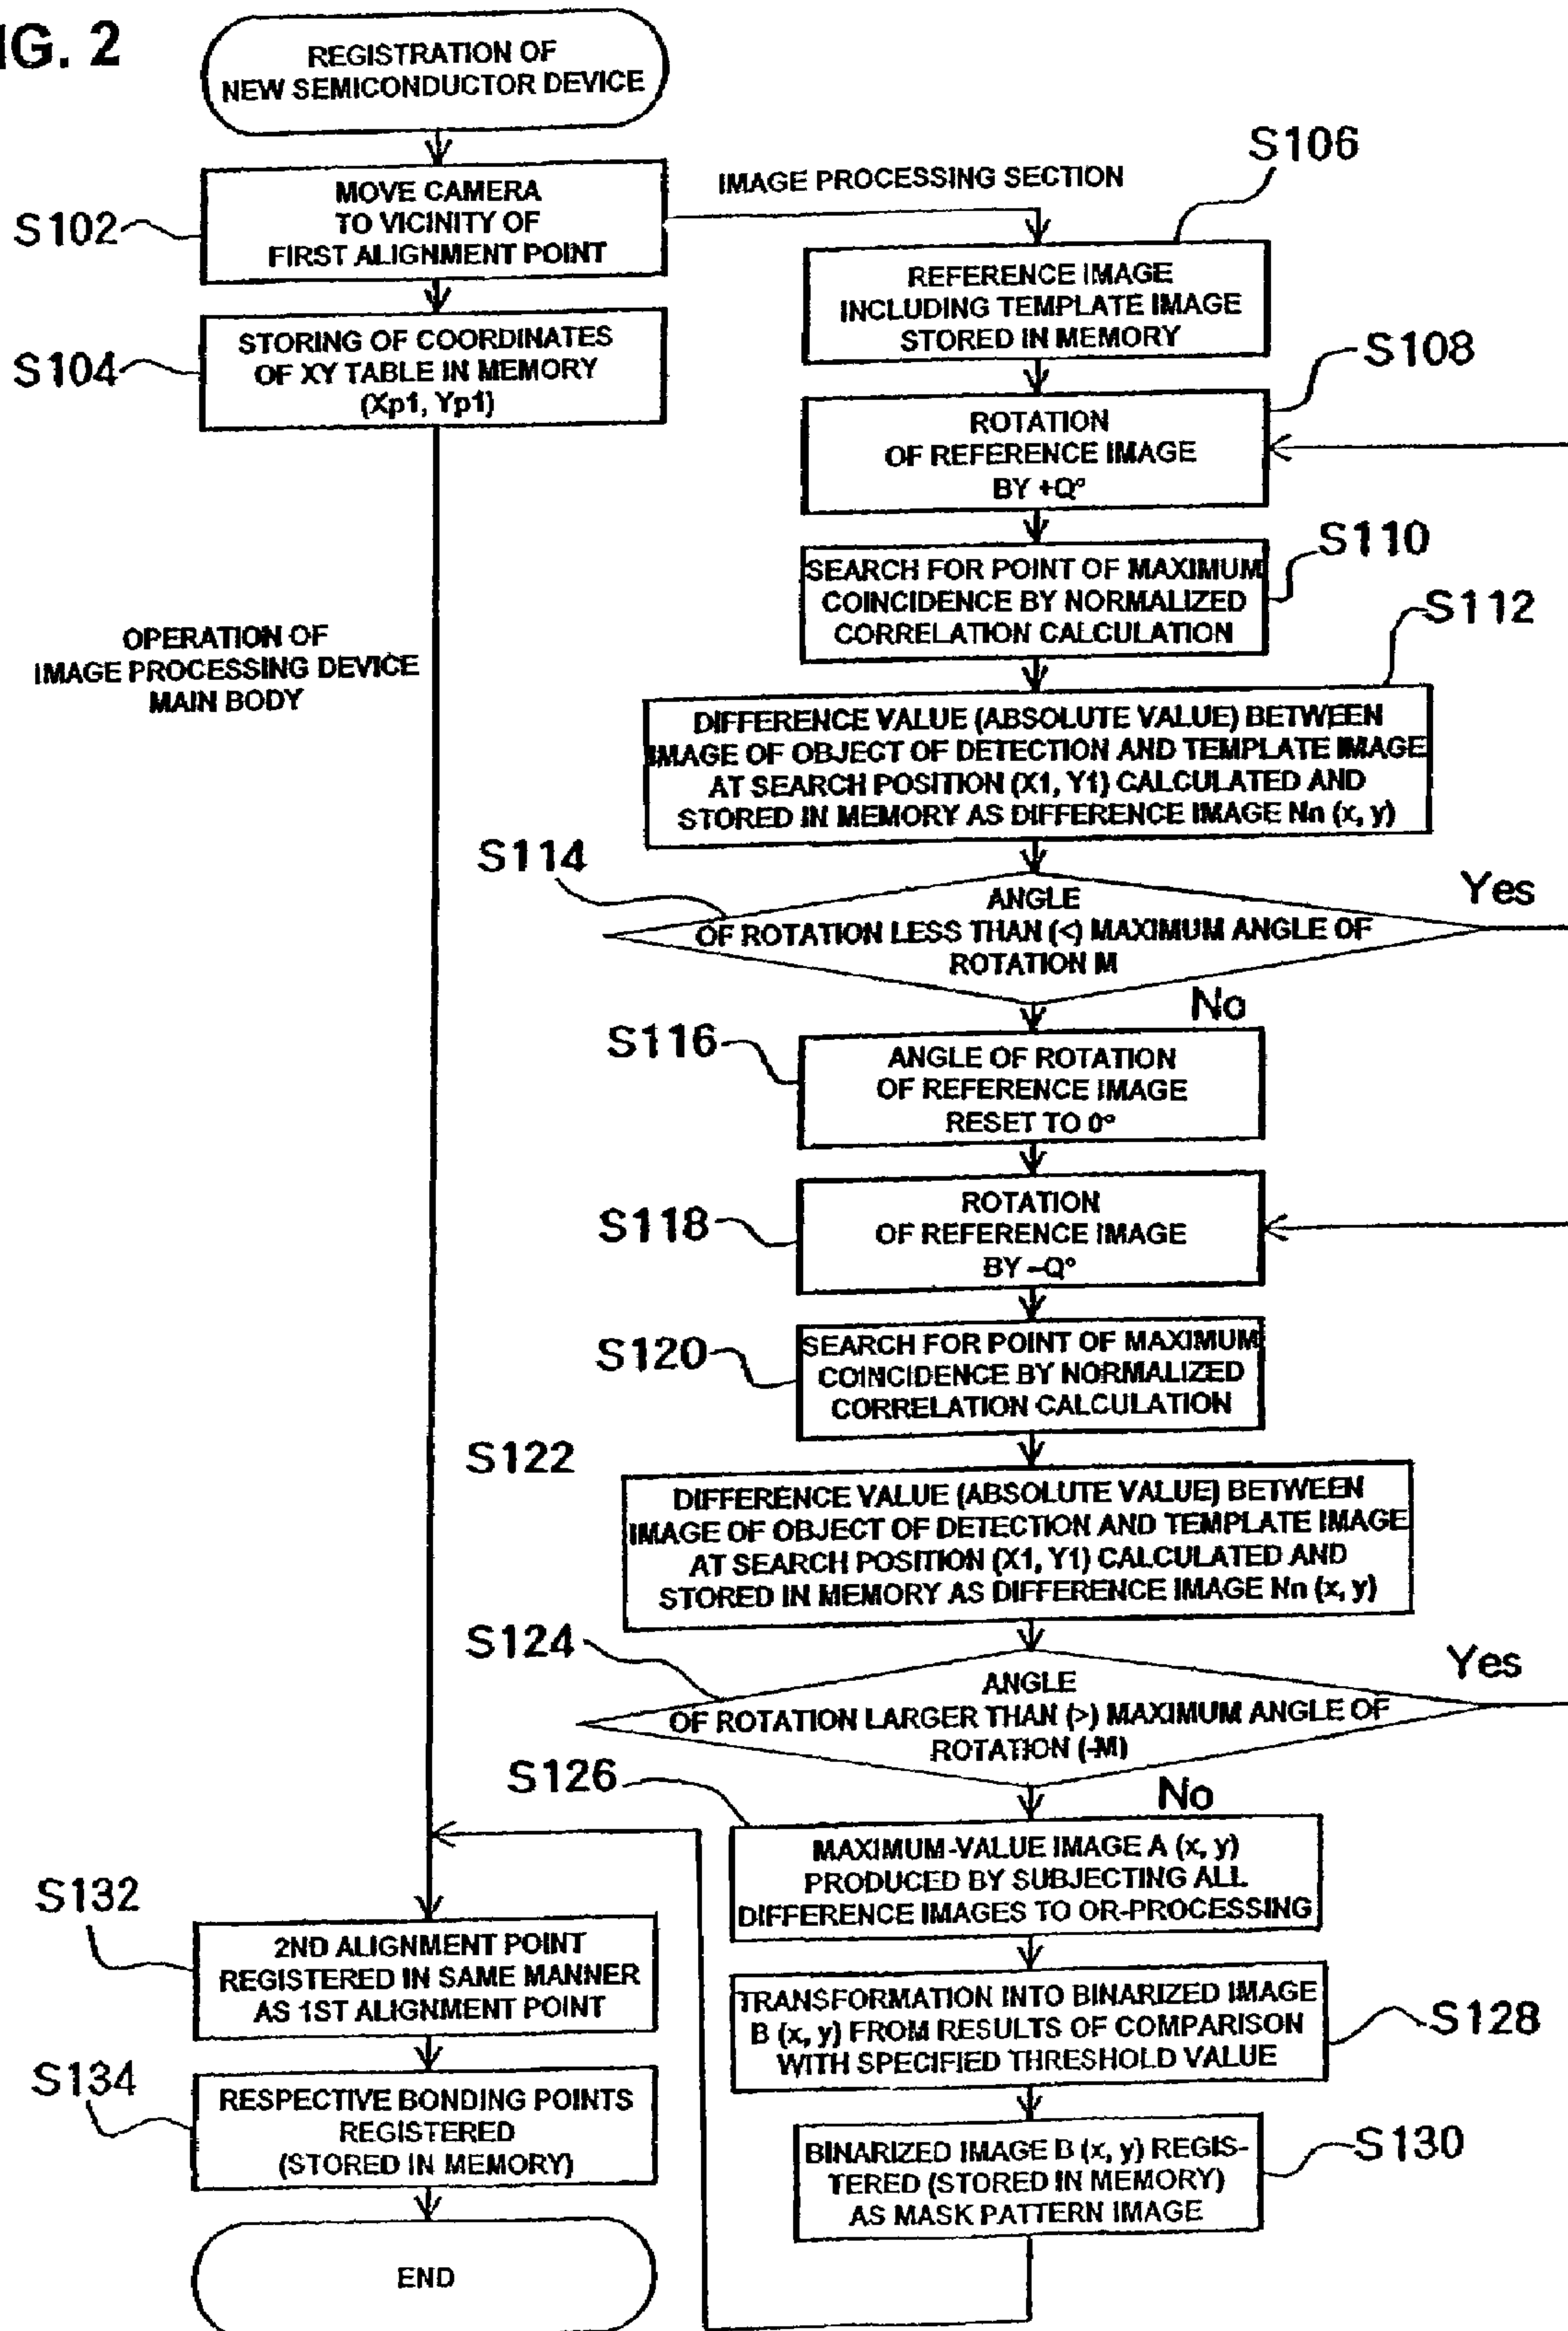 IG. 2
REGISTRATION OF
NEW SEMICONDUCTOR DEVICE
S102
MOVE CAMERA
TO VICINITY OF
FIRST ALIGNMENT POINT
S104
STORING OF COORDINATES
OF XY TABLE IN MEMORY
(Xp1, Yp1)
OPERATION OF
IMAGE PROCESSING DEVICE
MAIN BODY
IMAGE PROCESSING SECTION
S106
REFERENCE IMAGE
INCLUDING TEMPLATE IMAGE
STORED IN MEMORY
S108
ROTATION
OF REFERENCE IMAGE
BY +Q°
S110
SEARCH FOR POINT OF MAXIMUM
COINCIDENCE BY NORMALIZED
CORRELATION CALCULATION
S112
DIFFERENCE VALUE (ABSOLUTE VALUE) BETWEEN
IMAGE OF OBJECT OF DETECTION AND TEMPLATE IMAGE
AT SEARCH POSITION (X1, Y1) CALCULATED AND
STORED IN MEMORY AS DIFFERENCE IMAGE Nn (x, y)
S114
ANGLE
OF ROTATION LESS THAN (<) MAXIMUM ANGLE OF
ROTATION M
Yes
No
S116
ANGLE OF ROTATION
OF REFERENCE IMAGE
RESET TO 0°
S118
ROTATION
OF REFERENCE IMAGE
BY –Q°
S120
SEARCH FOR POINT OF MAXIMUM
COINCIDENCE BY NORMALIZED
CORRELATION CALCULATION
S122
DIFFERENCE VALUE (ABSOLUTE VALUE) BETWEEN
IMAGE OF OBJECT OF DETECTION AND TEMPLATE IMAGE
AT SEARCH POSITION (X1, Y1) CALCULATED AND
STORED IN MEMORY AS DIFFERENCE IMAGE Nn (x, y)
S124
ANGLE
OF ROTATION LARGER THAN (>) MAXIMUM ANGLE OF
ROTATION (-M)
Yes
No
S126
MAXIMUM-VALUE IMAGE A (x, y)
PRODUCED BY SUBJECTING ALL
DIFFERENCE IMAGES TO OR-PROCESSING
S128
TRANSFORMATION INTO BINARIZED IMAGE
B (x, y) FROM RESULTS OF COMPARISON
WITH SPECIFIED THRESHOLD VALUE
S130
BINARIZED IMAGE B (x, y) REGIS-
TERED (STORED IN MEMORY)
AS MASK PATTERN IMAGE
S132
2ND ALIGNMENT POINT
REGISTERED IN SAME MANNER
AS 1ST ALIGNMENT POINT
S134
RESPECTIVE BONDING POINTS
REGISTERED
(STORED IN MEMORY)
END